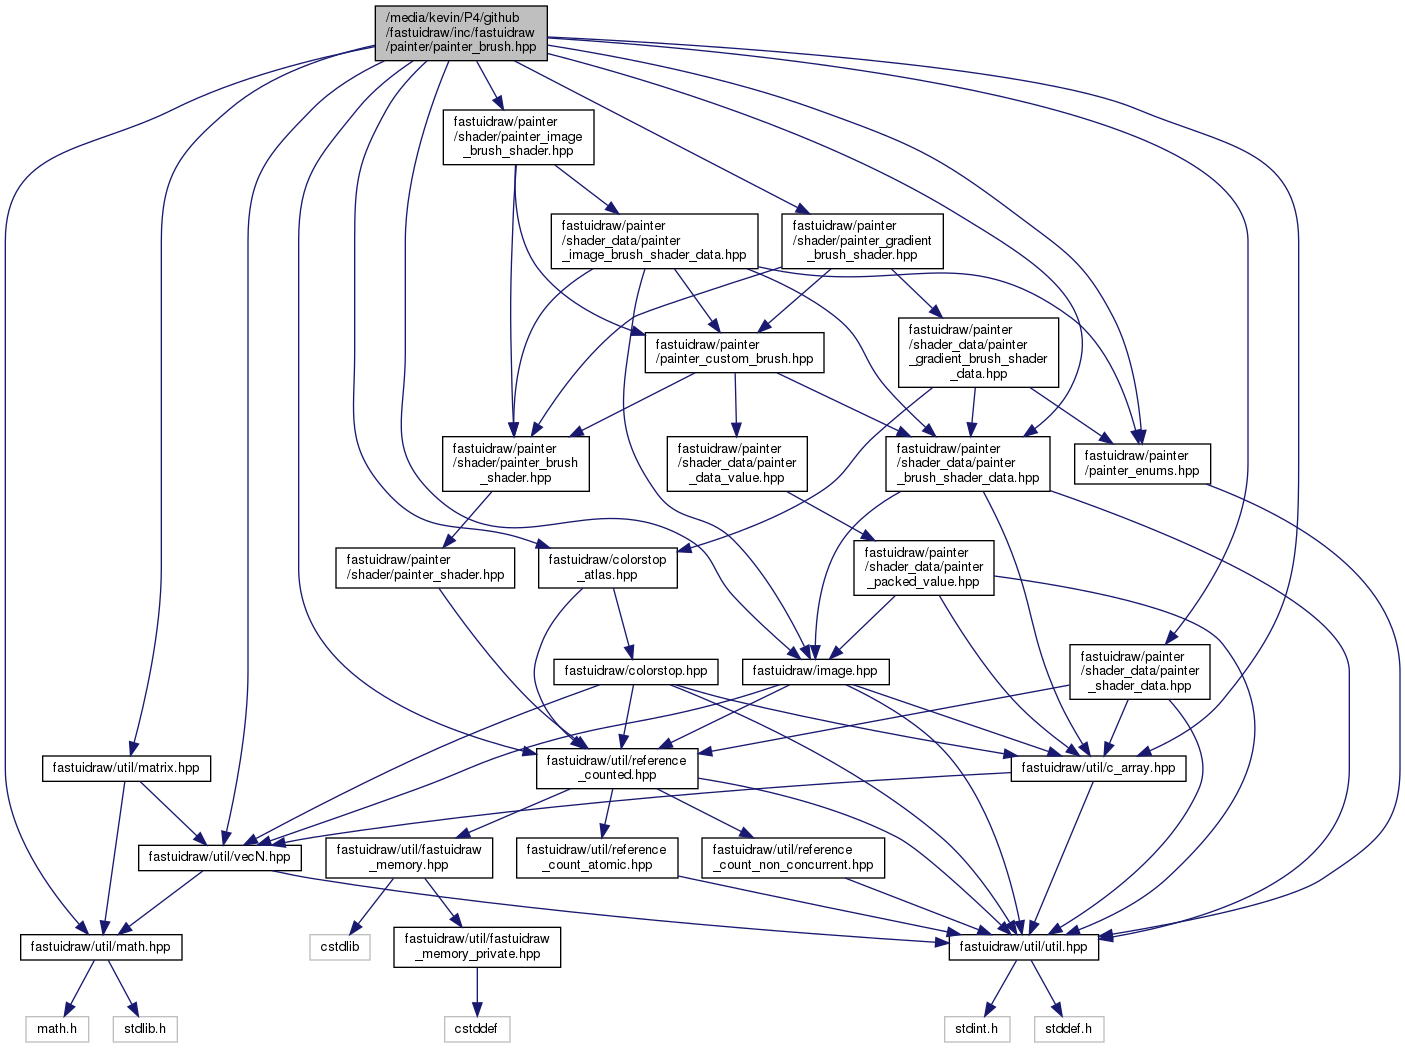 /media/kevin/P4/github
/fastuidraw/inc/fastuidraw
/painter/painter_brush.hpp
fastuidraw/painter
/shader/painter_image
_brush_shader.hpp
fastuidraw/painter
/shader_data/painter
_image_brush_shader_data.hpp
fastuidraw/painter
/shader/painter_gradient
_brush_shader.hpp
fastuidraw/painter
/painter_custom_brush.hpp
fastuidraw/painter
/shader_data/painter
_gradient_brush_shader
_data.hpp
fastuidraw/painter
/shader/painter_brush
_shader.hpp
fastuidraw/painter
/shader_data/painter
_data_value.hpp
fastuidraw/painter
/shader_data/painter
_brush_shader_data.hpp
fastuidraw/painter
/painter_enums.hpp
fastuidraw/painter
/shader/painter_shader.hpp
fastuidraw/colorstop
_atlas.hpp
fastuidraw/painter
/shader_data/painter
_packed_value.hpp
fastuidraw/colorstop.hpp
fastuidraw/image.hpp
fastuidraw/painter
/shader_data/painter
_shader_data.hpp
fastuidraw/util/matrix.hpp
fastuidraw/util/reference
_counted.hpp
fastuidraw/util/c_array.hpp
fastuidraw/util/vecN.hpp
fastuidraw/util/fastuidraw
_memory.hpp
fastuidraw/util/reference
_count_atomic.hpp
fastuidraw/util/reference
_count_non_concurrent.hpp
fastuidraw/util/math.hpp
cstdlib
fastuidraw/util/fastuidraw
_memory_private.hpp
fastuidraw/util/util.hpp
math.h
stdlib.h
cstddef
stdint.h
stddef.h